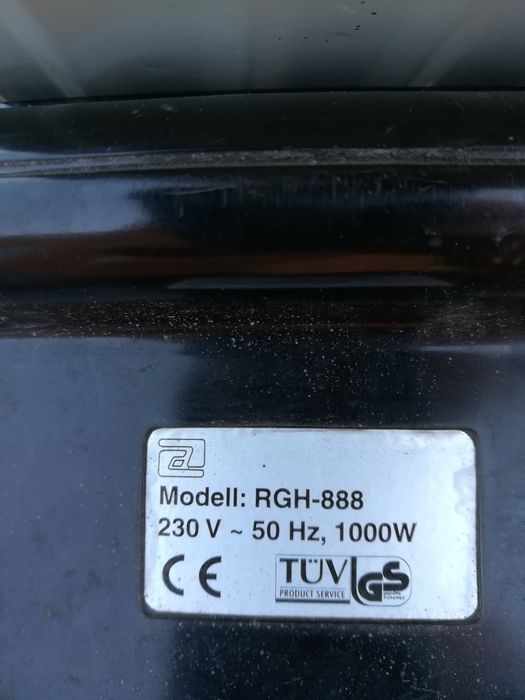 Modell: RGH-888
230 V ~ 50 Hz, 1000W
CE
TÜV GS
PRODUCT SERVICE